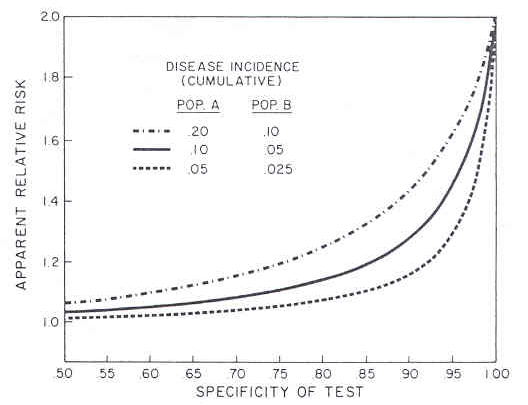 2.0
1.8
1.6
1.4
1.2
1.0
APPARENT RELATIVE RISK
DISEASE INCIDENCE
(CUMULATIVE)
POP. A POP. B
.20 .10
.10 .05
.05 .025
.50 .55 .60 .65 .70 .75 .80 .85 .90 .95 1.00
SPECIFICITY OF TEST